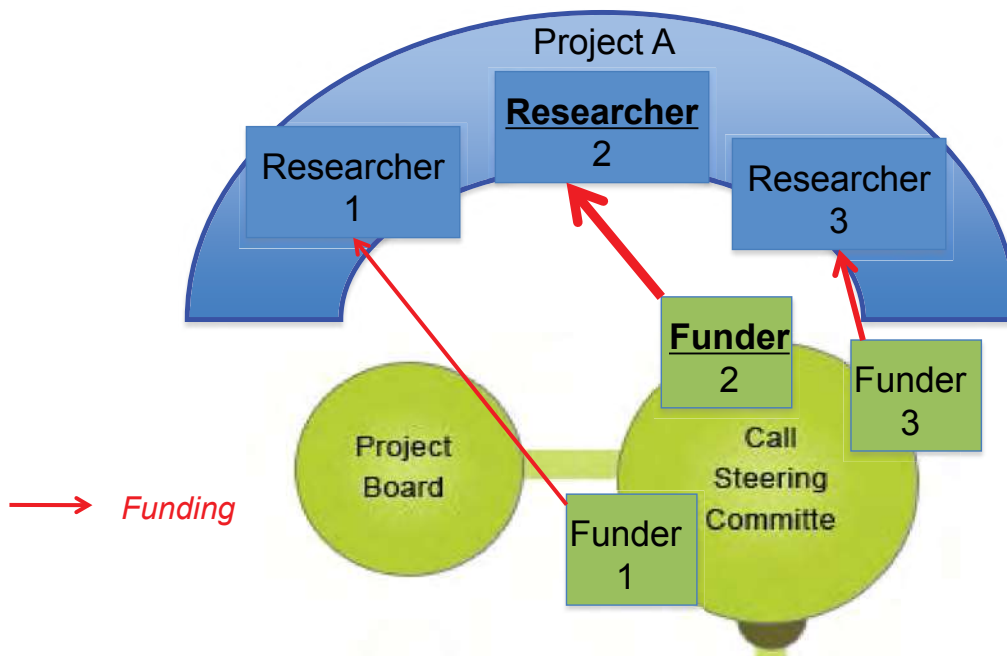 Project A
Researcher
1
Researcher
2
Researcher
3
Funder
2
Funder
3
Project
Board
Call
Steering
Committe
Funder
1
Funding